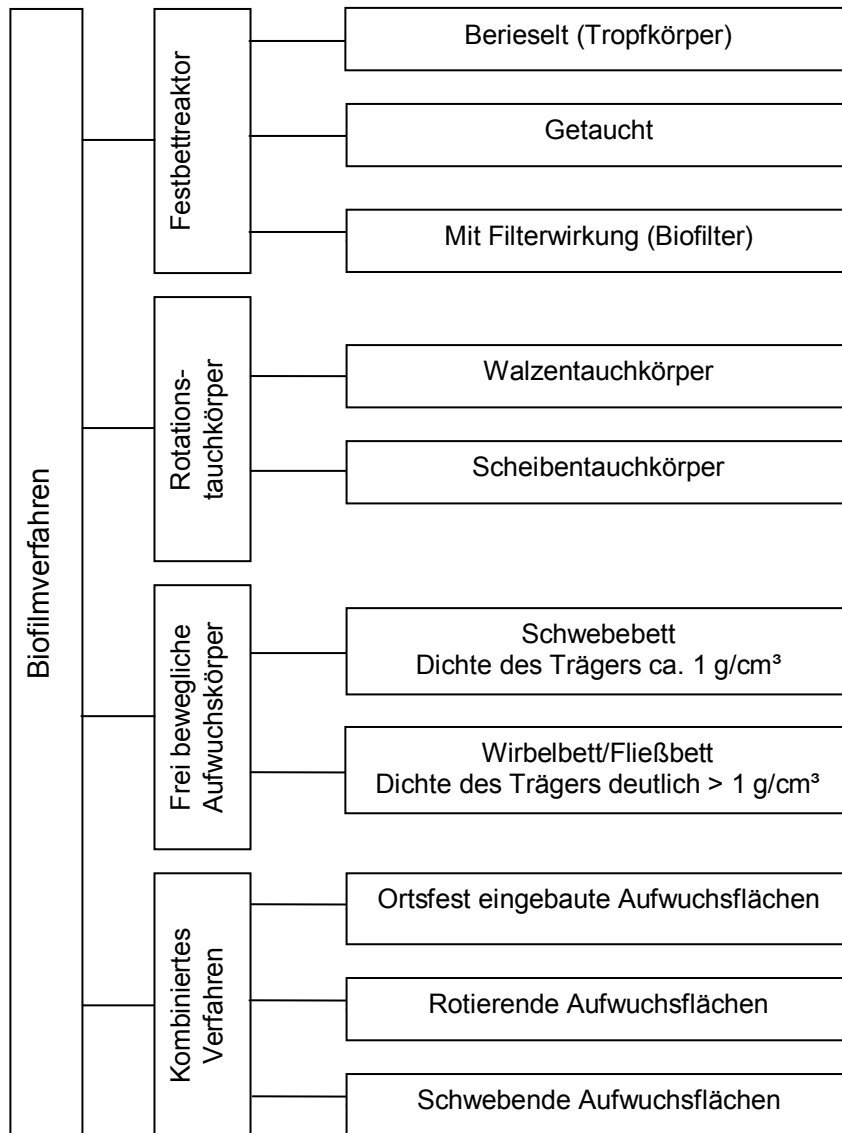 Biofilmverfahren
Festbettreaktor
Berieselt (Tropfkörper)
Getaucht
Mit Filterwirkung (Biofilter)
Rotations-
tauchkörper
Walzentauchkörper
Scheibentauchkörper
Frei bewegliche
Aufwuchskörper
Schwebebett
Dichte des Trägers ca. 1 g/cm³
Wirbelbett/Fließbett
Dichte des Trägers deutlich > 1 g/cm³
Kombiniertes
Verfahren
Ortsfest eingebaute Aufwuchsflächen
Rotierende Aufwuchsflächen
Schwebende Aufwuchsflächen